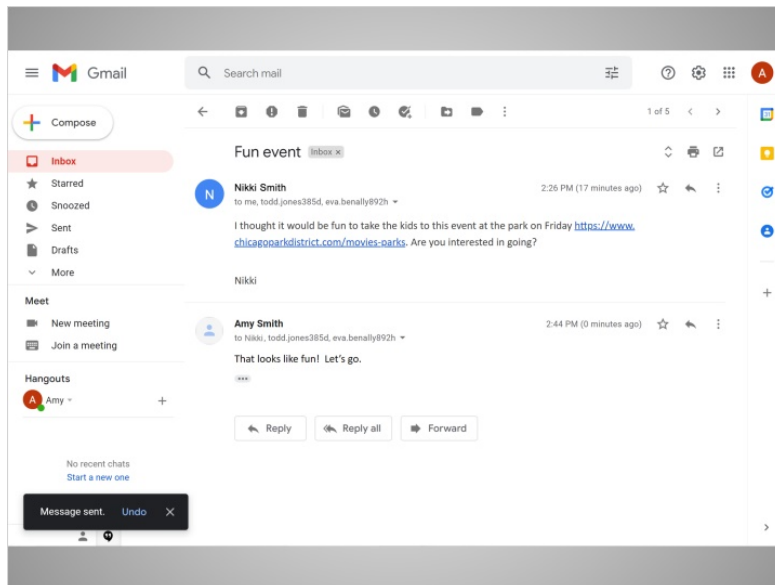 Gmail
Search mail
A
Compose
1 of 5
31
Inbox
Fun event Inbox x
Starred
N
Nikki Smith
2:26 PM (17 minutes ago)
to me, todd.jones385d, eva.benally892h
Snoozed
Sent
I thought it would be fun to take the kids to this event at the park on Friday https://www.
chicagoparkdistrict.com/movies-parks. Are you interested in going?
Drafts
More
Nikki
Meet
New meeting
Amy Smith
2:44 PM (0 minutes ago)
to Nikki, todd.jones385d, eva.benally892h
Join a meeting
That looks like fun! Let's go.
Hangouts
A Amy
Reply
Reply all
Forward
No recent chats
Start a new one
Message sent. Undo